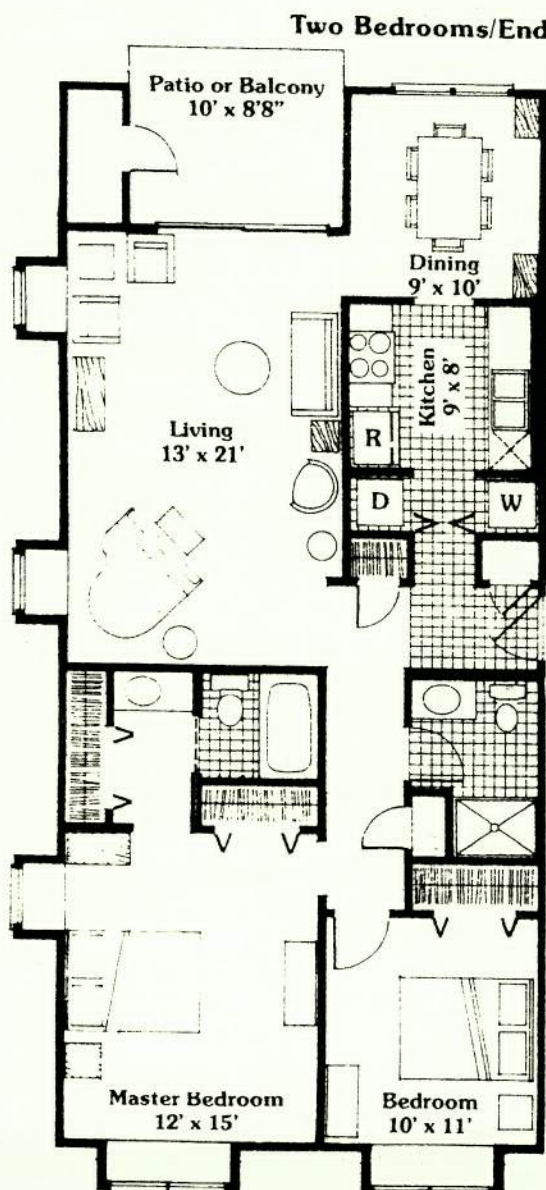 Two Bedrooms/End
Patio or Balcony
10' x 8'8"
Dining
9' x 10'
Kitchen
9' x 8'
Living
13' x 21'
R
D
W
Master Bedroom
12' x 15'
Bedroom
10' x 11'